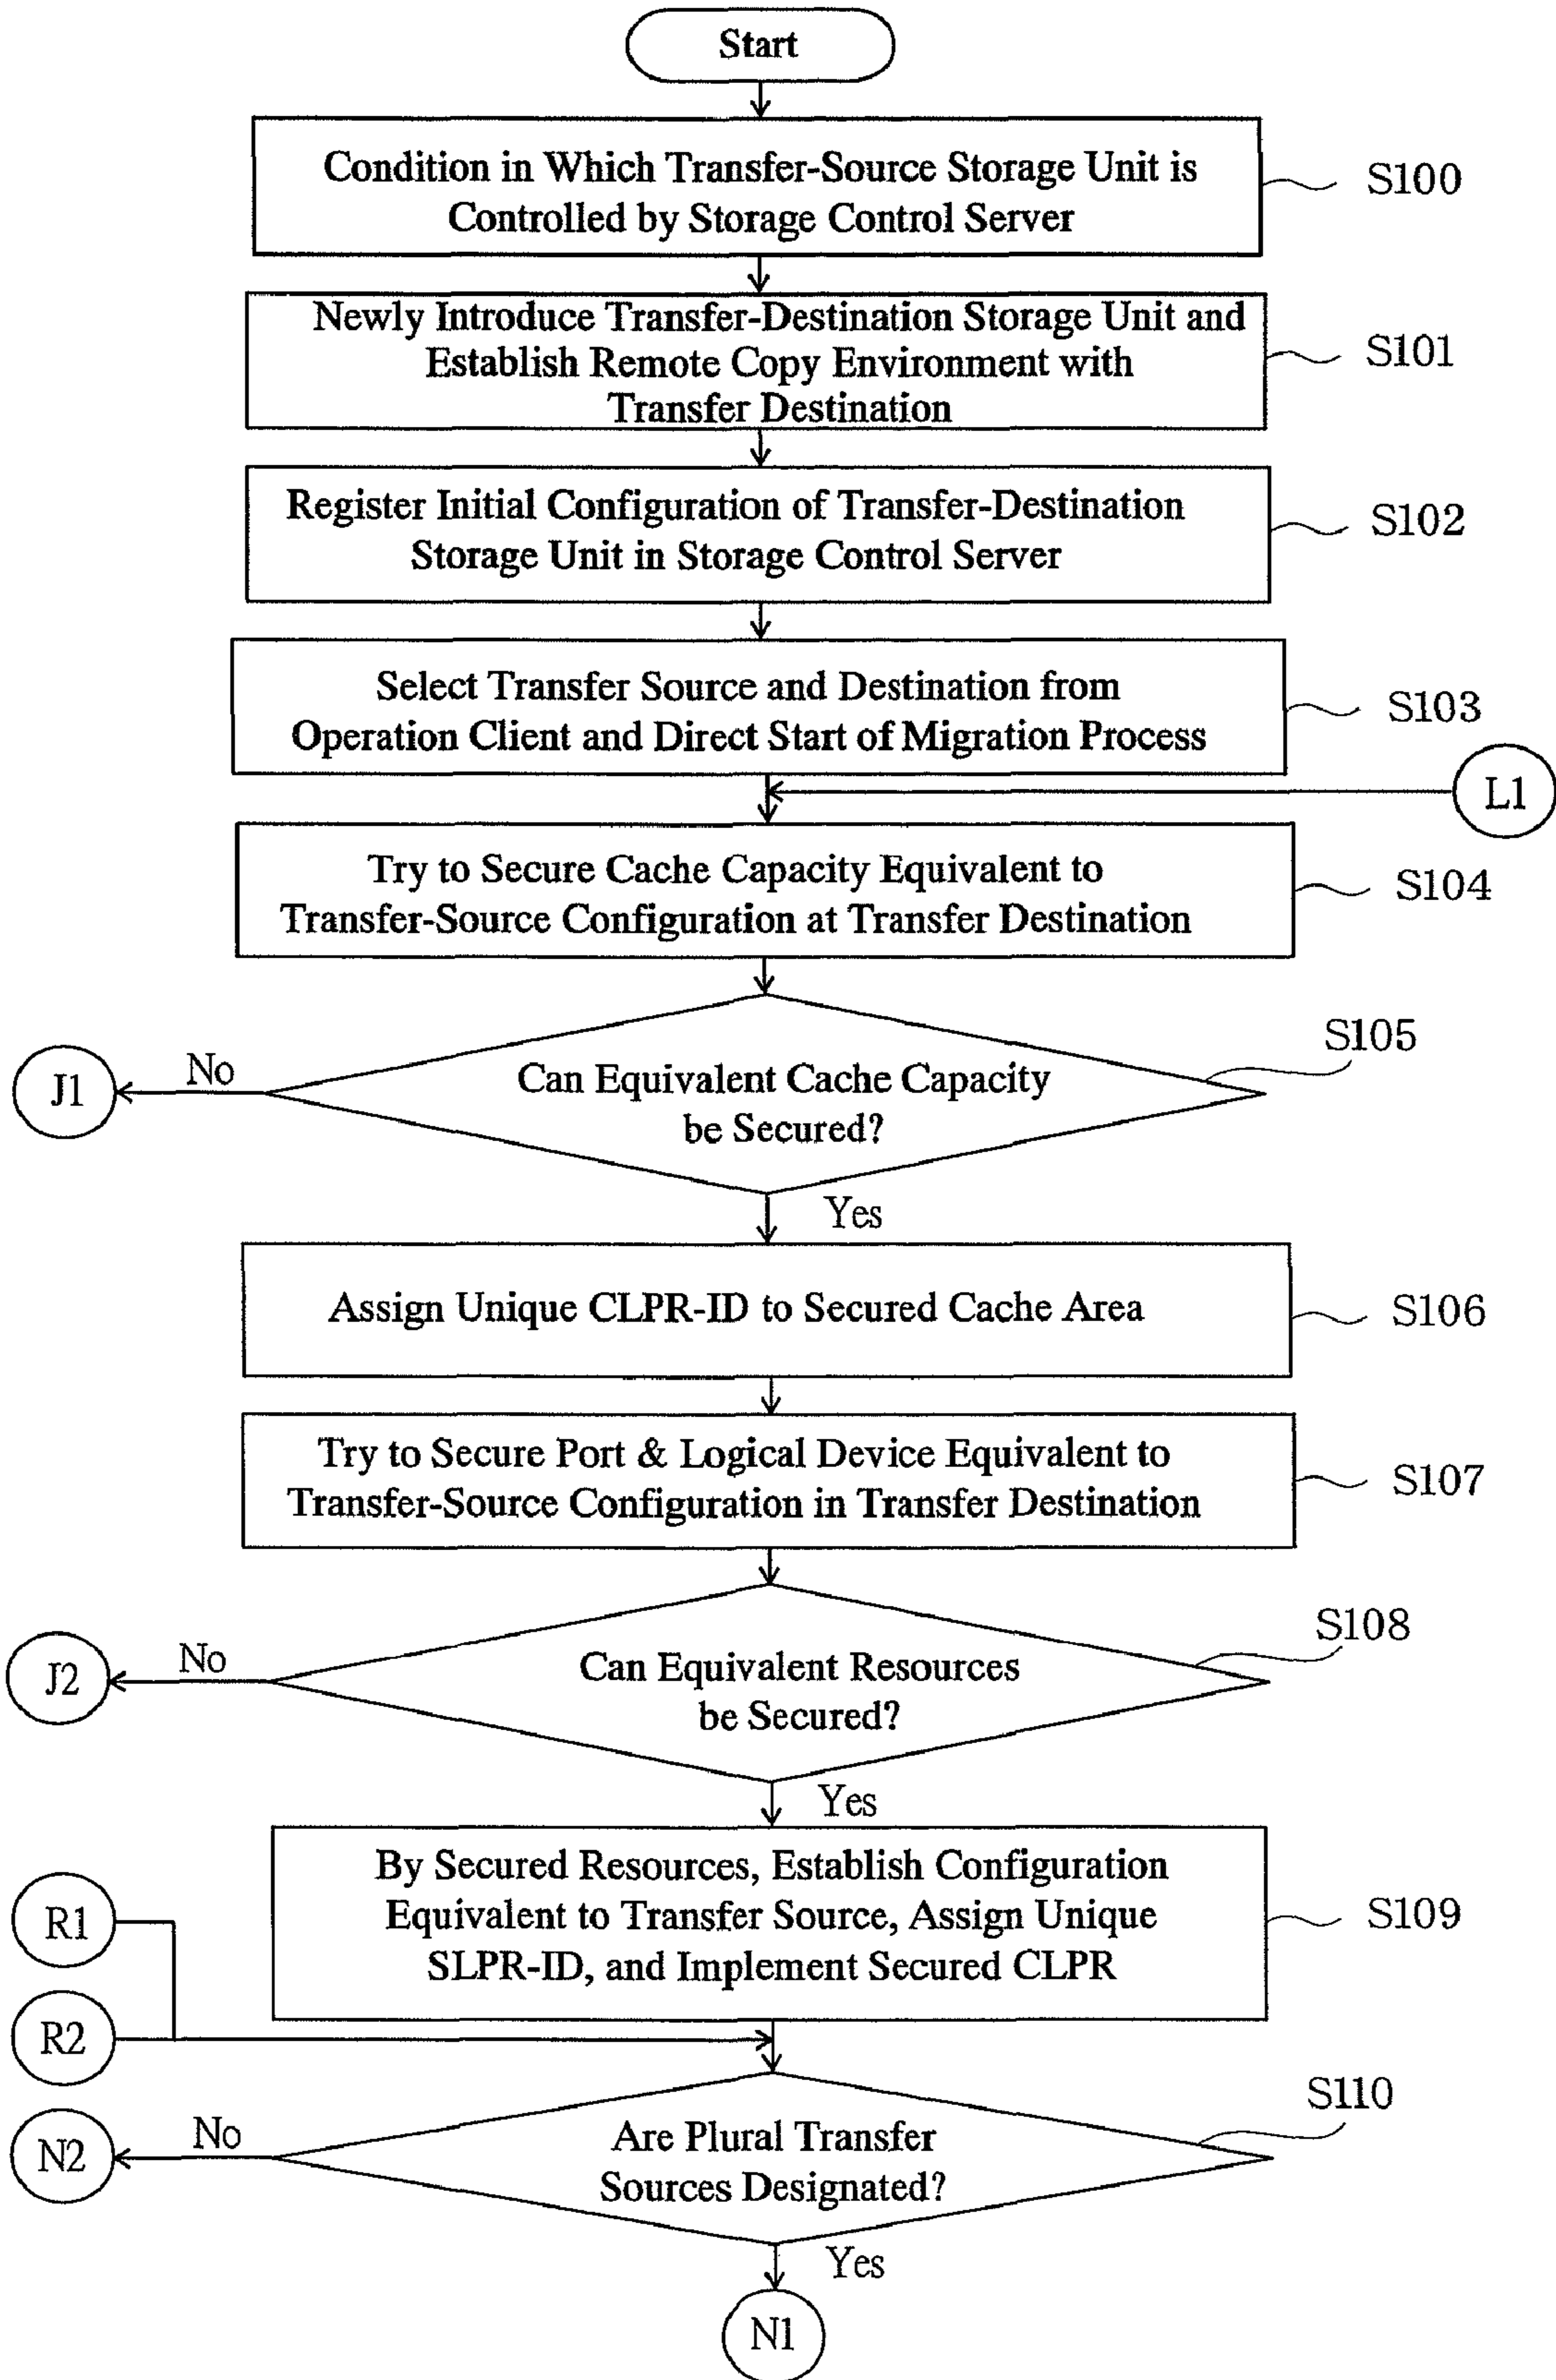 Start
Condition in Which Transfer-Source Storage Unit is
Controlled by Storage Control Server
S100
Newly Introduce Transfer-Destination Storage Unit and
Establish Remote Copy Environment with
Transfer Destination
S101
Register Initial Configuration of Transfer-Destination
Storage Unit in Storage Control Server
S102
Select Transfer Source and Destination from
Operation Client and Direct Start of Migration Process
S103
L1
Try to Secure Cache Capacity Equivalent to
Transfer-Source Configuration at Transfer Destination
S104
Can Equivalent Cache Capacity
be Secured?
S105
No
J1
Yes
Assign Unique CLPR-ID to Secured Cache Area
S106
Try to Secure Port & Logical Device Equivalent to
Transfer-Source Configuration in Transfer Destination
S107
Can Equivalent Resources
be Secured?
S108
No
J2
Yes
By Secured Resources, Establish Configuration
Equivalent to Transfer Source, Assign Unique
SLPR-ID, and Implement Secured CLPR
S109
R1
R2
Are Plural Transfer
Sources Designated?
S110
No
N2
Yes
N1